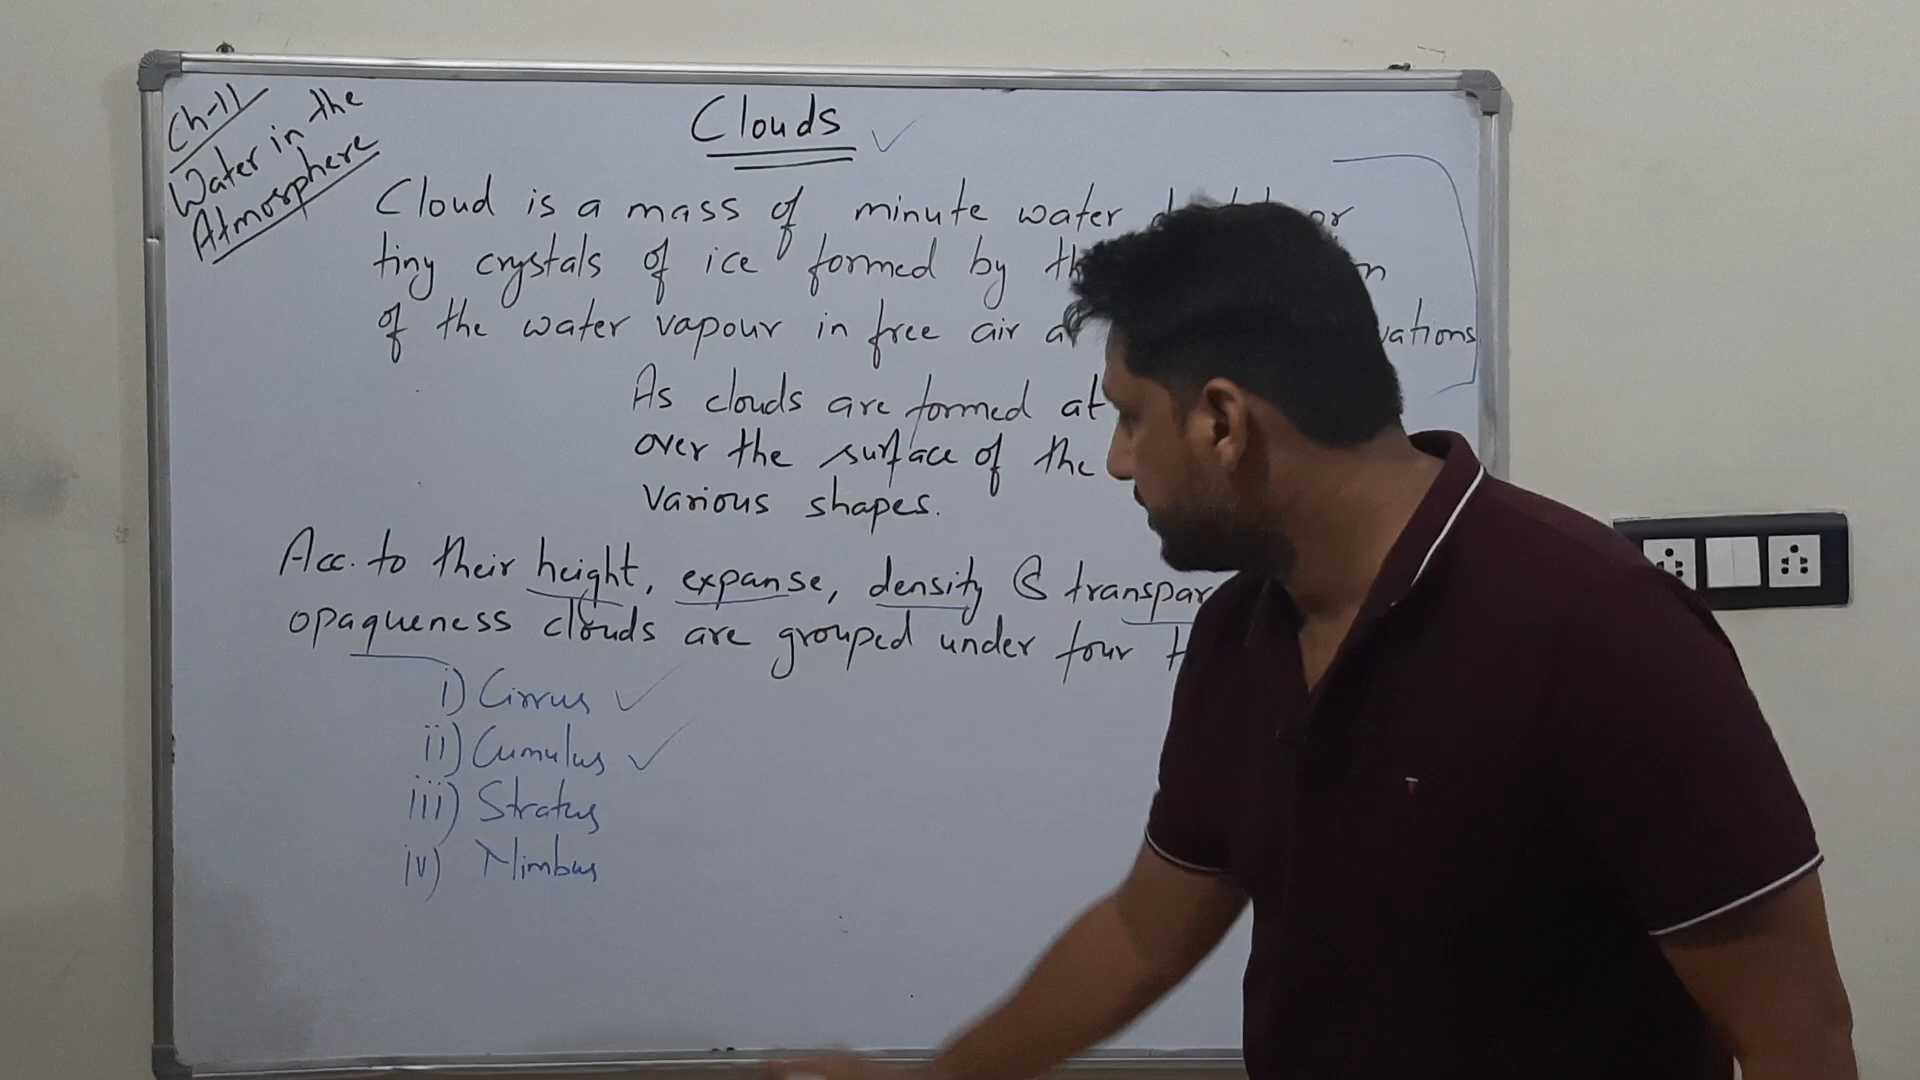 Ch-11
Water in the
Atmosphere
Clouds
Cloud is a mass of minute water or
tiny crystals of ice formed by
of the water vapour in free air
As clouds are formed at
over the surface of the
various shapes.
Acc. to their height, expanse, density &
opaqueness clouds are grouped under four
i) Cirrus
ii) Cumulus
iii) Stratus
iv) Nimbus